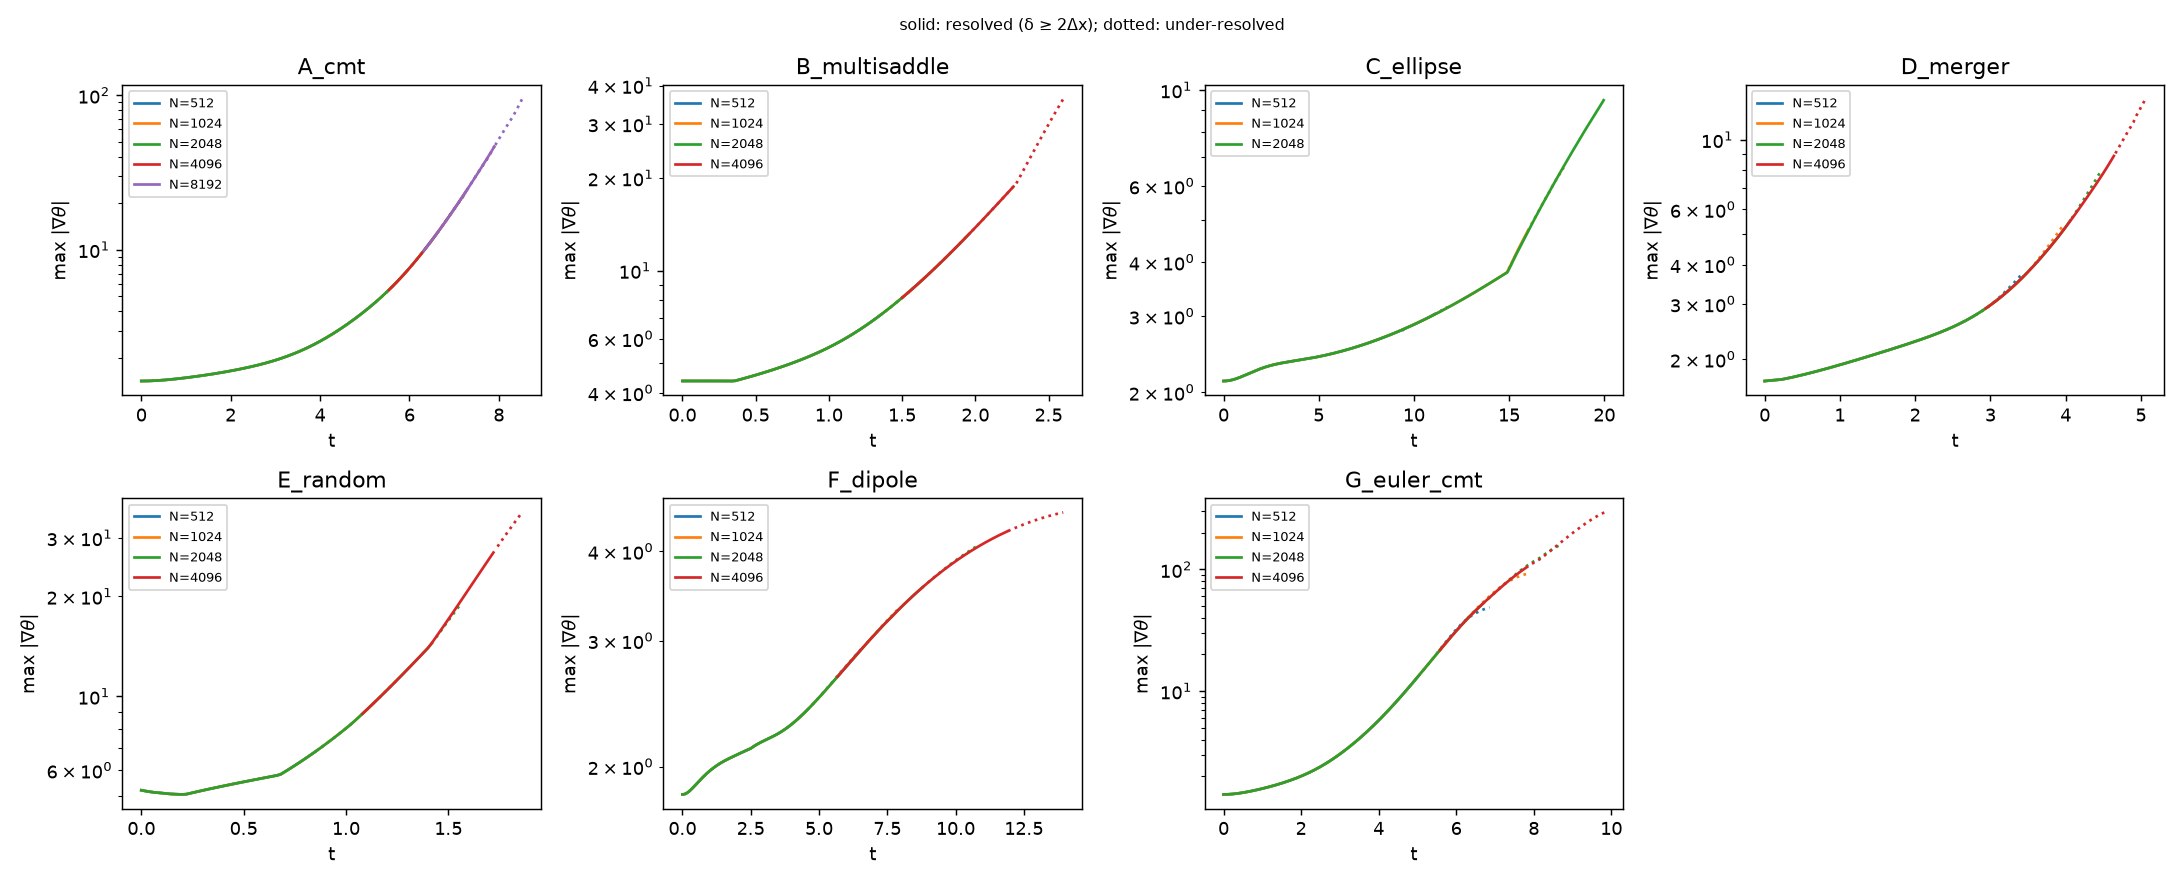 solid: resolved (δ ≥ 2Δx); dotted: under-resolved
A_cmt
max |∇θ|
10²
10¹
N=512
N=1024
N=2048
N=4096
N=8192
0 2 4 6 8
t
B_multisaddle
max |∇θ|
4 × 10¹
3 × 10¹
2 × 10¹
10¹
6 × 10⁰
4 × 10⁰
N=512
N=1024
N=2048
N=4096
0.0 0.5 1.0 1.5 2.0 2.5
t
C_ellipse
max |∇θ|
10¹
6 × 10⁰
4 × 10⁰
3 × 10⁰
2 × 10⁰
N=512
N=1024
N=2048
0 5 10 15 20
t
D_merger
max |∇θ|
10¹
6 × 10⁰
4 × 10⁰
3 × 10⁰
2 × 10⁰
N=512
N=1024
N=2048
N=4096
0 1 2 3 4 5
t
E_random
max |∇θ|
3 × 10¹
2 × 10¹
10¹
6 × 10⁰
N=512
N=1024
N=2048
N=4096
0.0 0.5 1.0 1.5
t
F_dipole
max |∇θ|
4 × 10⁰
3 × 10⁰
2 × 10⁰
N=512
N=1024
N=2048
N=4096
0.0 2.5 5.0 7.5 10.0 12.5
t
G_euler_cmt
max |∇θ|
10²
10¹
N=512
N=1024
N=2048
N=4096
0 2 4 6 8 10
t